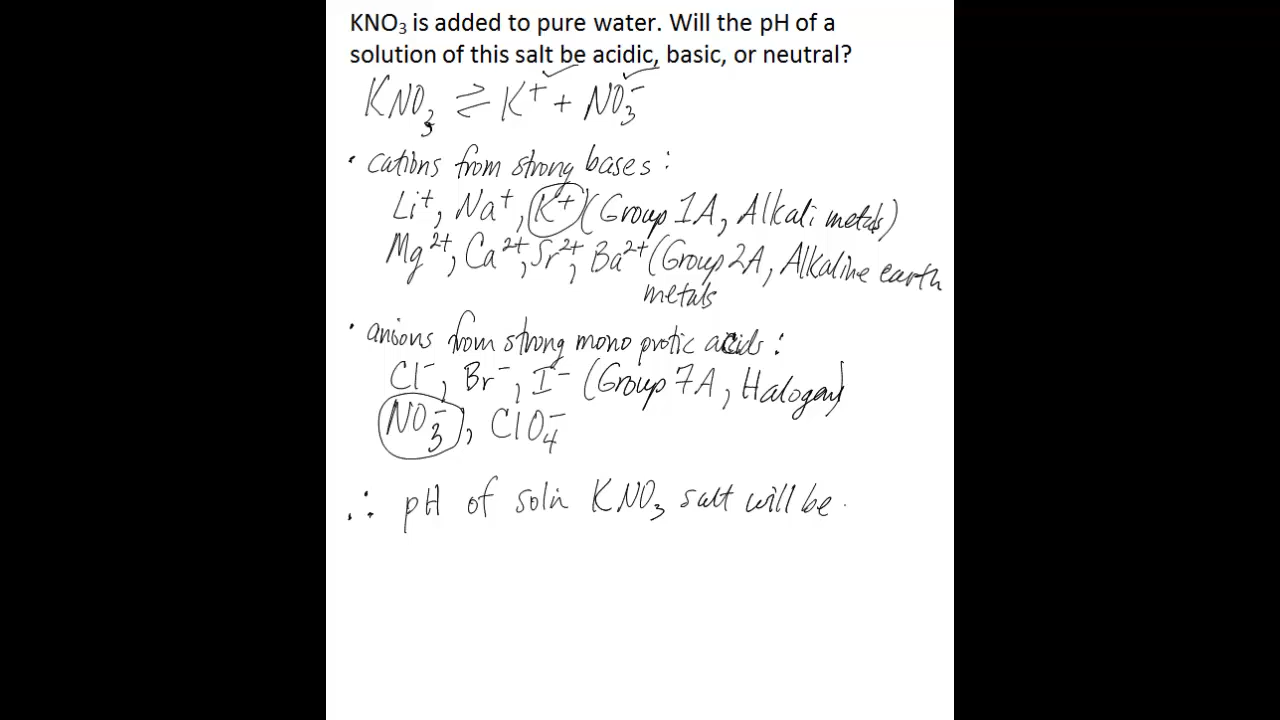 KNO₃ is added to pure water. Will the pH of a
solution of this salt be acidic, basic, or neutral?
KNO₃ ⇌ K⁺ + NO₃⁻
• cations from strong bases:
Li⁺, Na⁺, K⁺ (Group 1A, Alkali metals)
Mg²⁺, Ca²⁺, Sr²⁺, Ba²⁺ (Group 2A, Alkaline earth
metals
• anions from strong monoprotic acids:
Cl⁻, Br⁻, I⁻ (Group 7A, Halogens)
NO₃⁻, ClO₄⁻
∴ pH of sol'n KNO₃ salt will be